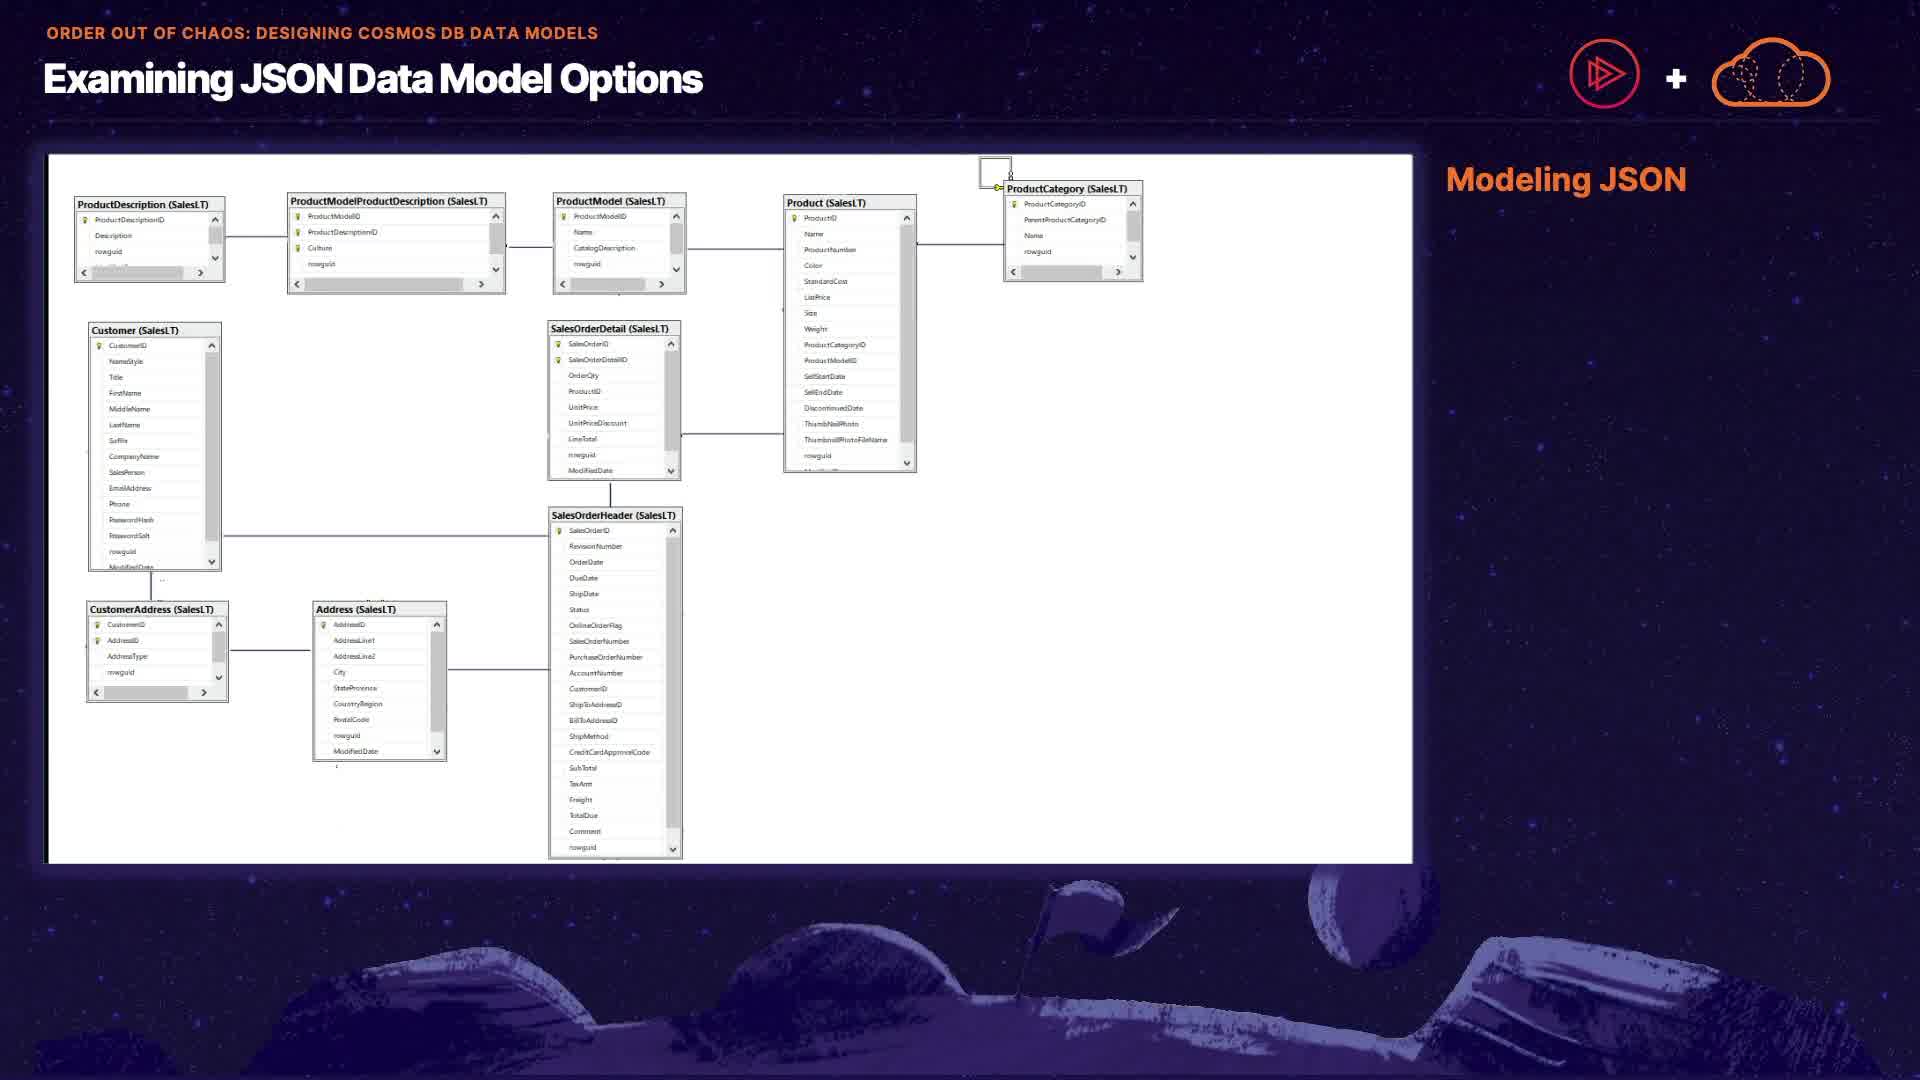 ORDER OUT OF CHAOS: DESIGNING COSMOS DB DATA MODELS
Examining JSON Data Model Options
Modeling JSON
ProductDescription (SalesLT)
ProductDescriptionID
Description
rowguid
ProductModelProductDescription (SalesLT)
ProductModelID
ProductDescriptionID
Culture
rowguid
ProductModel (SalesLT)
ProductModelID
Name
CatalogDescription
rowguid
Product (SalesLT)
ProductID
Name
ProductNumber
Color
StandardCost
ListPrice
Size
Weight
ProductCategoryID
ProductModelID
SellStartDate
SellEndDate
DiscontinuedDate
ThumbNailPhoto
ThumbnailPhotoFileName
rowguid
ProductCategory (SalesLT)
ProductCategoryID
ParentProductCategoryID
Name
rowguid
Customer (SalesLT)
CustomerID
NameStyle
Title
FirstName
MiddleName
LastName
Suffix
CompanyName
SalesPerson
EmailAddress
Phone
PasswordHash
PasswordSalt
rowguid
ModifiedDate
SalesOrderDetail (SalesLT)
SalesOrderID
SalesOrderDetailID
OrderQty
ProductID
UnitPrice
UnitPriceDiscount
LineTotal
rowguid
ModifiedDate
SalesOrderHeader (SalesLT)
SalesOrderID
RevisionNumber
OrderDate
DueDate
ShipDate
Status
OnlineOrderFlag
SalesOrderNumber
PurchaseOrderNumber
AccountNumber
CustomerID
ShipToAddressID
BillToAddressID
ShipMethod
CreditCardApprovalCode
SubTotal
TaxAmt
Freight
TotalDue
Comment
rowguid
CustomerAddress (SalesLT)
CustomerID
AddressID
AddressType
rowguid
Address (SalesLT)
AddressID
AddressLine1
AddressLine2
City
StateProvince
CountryRegion
PostalCode
rowguid
ModifiedDate